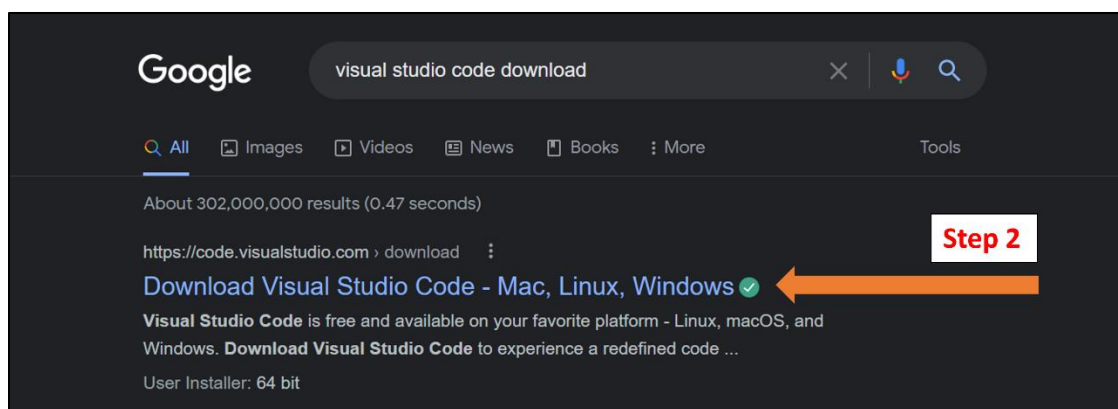 Google
visual studio code download
All Images Videos News Books More Tools
About 302,000,000 results (0.47 seconds)
Step 2
https://code.visualstudio.com › download
Download Visual Studio Code - Mac, Linux, Windows
Visual Studio Code is free and available on your favorite platform - Linux, macOS, and
Windows. Download Visual Studio Code to experience a redefined code ...
User Installer: 64 bit